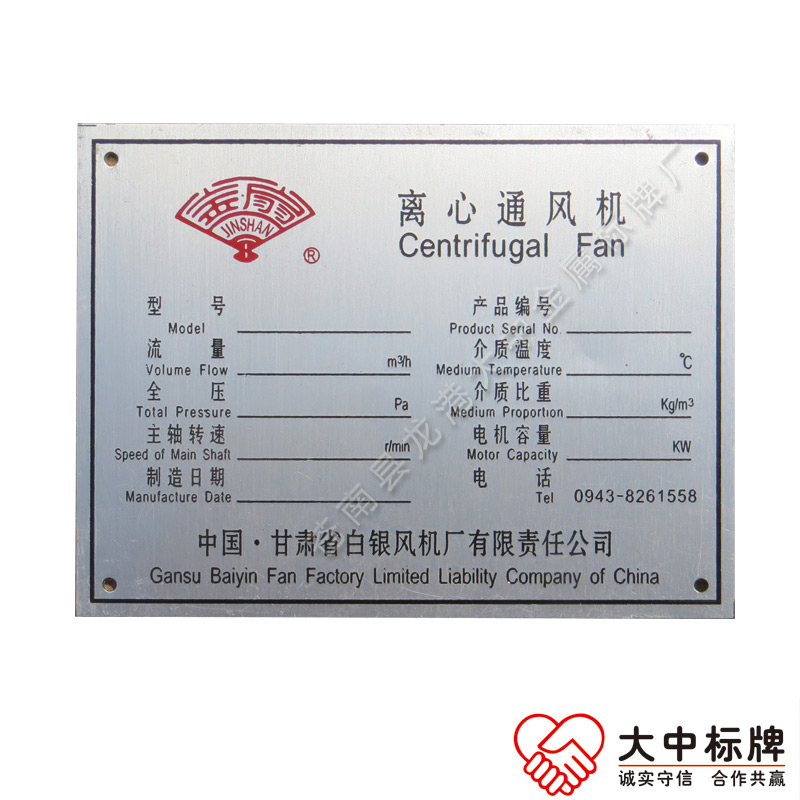 金扇
JINSHAN
®
离心通风机
Centrifugal Fan
型 号
Model
产品编号
Product Serial No.
流 量
Volume Flow m³/h
介质温度
Medium Temperature ℃
全 压
Total Pressure Pa
介质比重
Medium Proportion Kg/m³
主轴转速
Speed of Main Shaft r/min
电机容量
Motor Capacity KW
制造日期
Manufacture Date
电 话
Tel 0943-8261558
中国·甘肃省白银风机厂有限责任公司
Gansu Baiyin Fan Factory Limited Liability Company of China
大中标牌
诚实守信 合作共赢